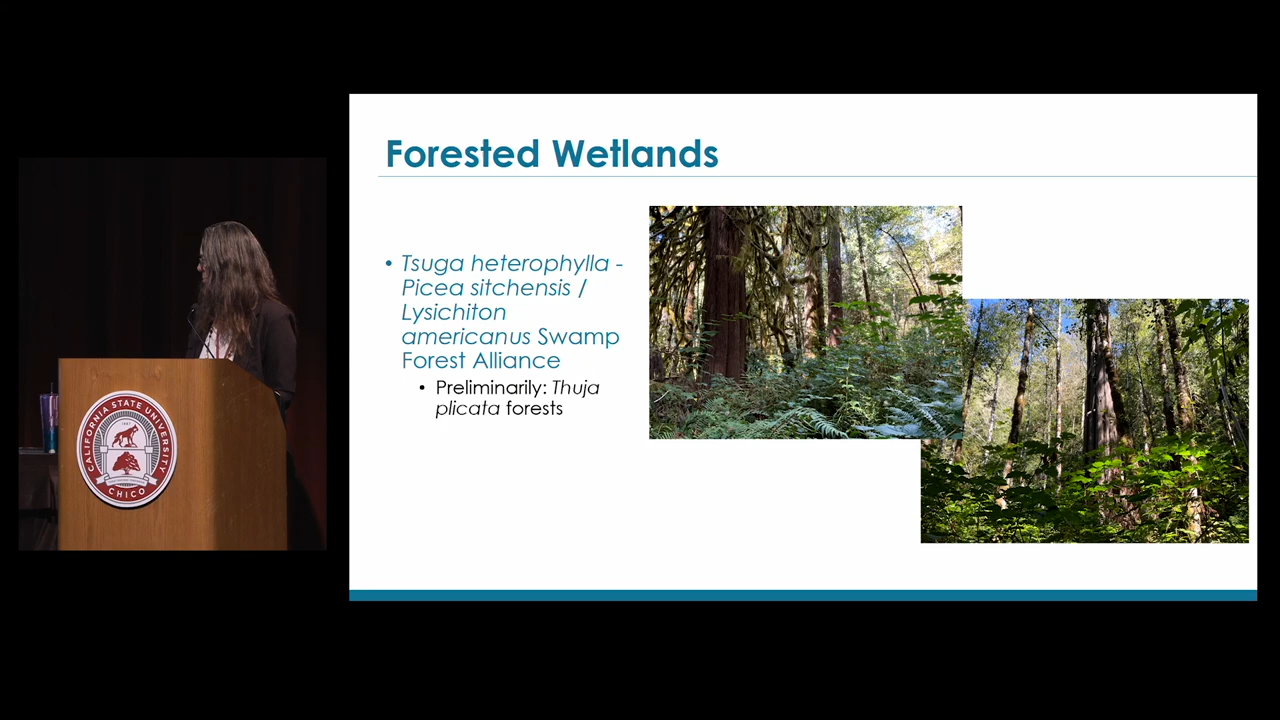 Forested Wetlands
• Tsuga heterophylla -
Picea sitchensis /
Lysichiton
americanus Swamp
Forest Alliance
• Preliminarily: Thuja
plicata forests
CALIFORNIA STATE UNIVERSITY
CHICO